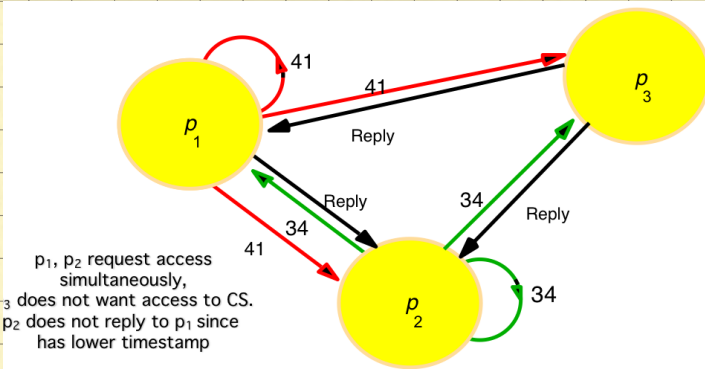 41
41
p3
p1
Reply
Reply
34
34
Reply
41
34
p2
p1, p2 request access
simultaneously,
3 does not want access to CS.
p2 does not reply to p1 since
has lower timestamp